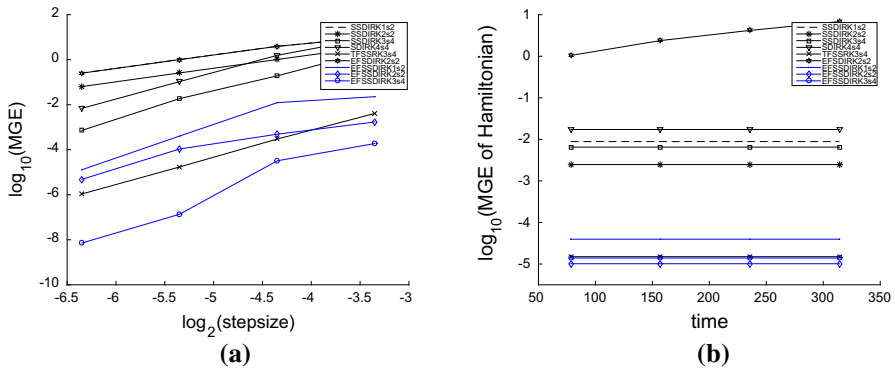 1
0
-1
-2
-3
-4
-5
2
0
-2
-4
-6
-8
-10
log10(MGE)
-6.5 -6 -5.5 -5 -4.5 -4 -3.5 -3
log2(stepsize)
SSDIRK1s2
SSDIRK2s2
SSDIRK3s4
SDIRK4s4
TFSSRK3s4
EFSDIRK2s2
EFSSDIRK1s2
EFSSDIRK2s2
EFSSDIRK3s4
(a)
log10(MGE of Hamiltonian)
50 100 150 200 250 300 350
time
SSDIRK1s2
SSDIRK2s2
SSDIRK3s4
SDIRK4s4
TFSSRK3s4
EFSDIRK2s2
EFSSDIRK1s2
EFSSDIRK2s2
EFSSDIRK3s4
(b)